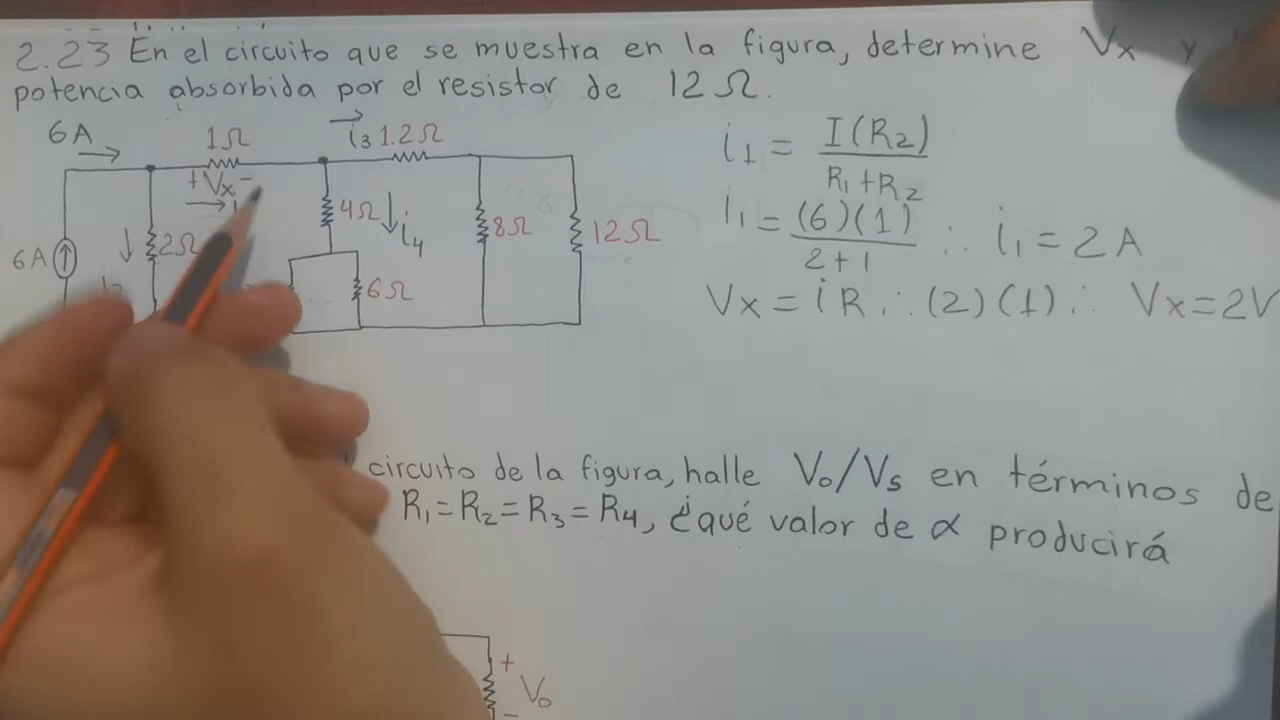 2.23 En el circuito que se muestra en la figura, determine Vx y
potencia absorbida por el resistor de 12Ω.
6A
1Ω
i3 1.2Ω
+Vx-
2Ω
4Ω
i4
8Ω
12Ω
6A
6Ω
i1 = I(R2) / R1+R2
i1 = (6)(1) / 2+1 ∴ i1 = 2A
Vx = iR ∴ (2)(1) ∴ Vx=2V
circuito de la figura, halle Vo/Vs en términos de
R1=R2=R3=R4, ¿qué valor de α producirá
+
Vo
-